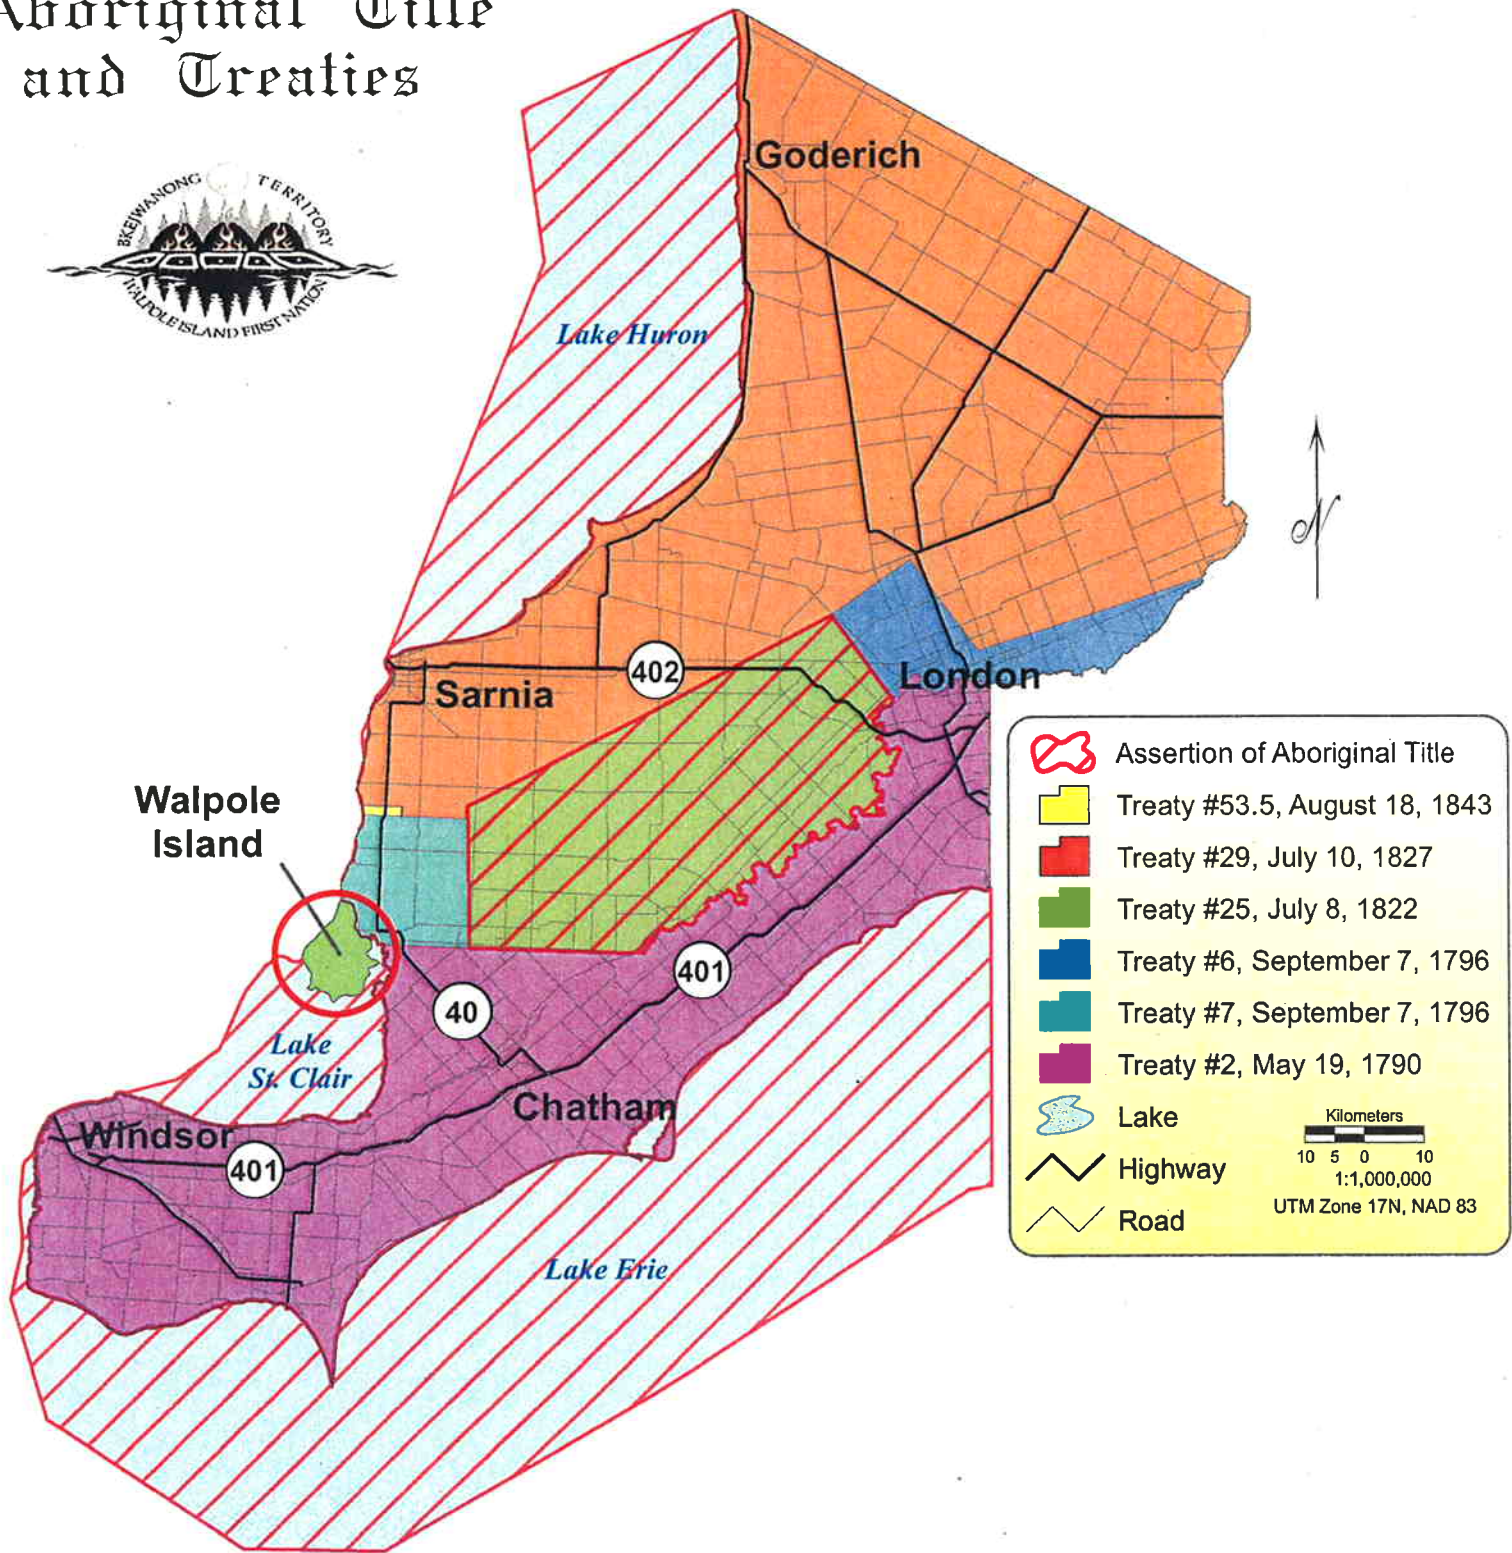 Aboriginal Title
and Treaties
BKEJWANONG TERRITORY
WALPOLE ISLAND FIRST NATION
Goderich
Lake Huron
N
402
London
Sarnia
Walpole
Island
401
40
Lake
St. Clair
Chatham
Windsor
401
Lake Erie
Assertion of Aboriginal Title
Treaty #53.5, August 18, 1843
Treaty #29, July 10, 1827
Treaty #25, July 8, 1822
Treaty #6, September 7, 1796
Treaty #7, September 7, 1796
Treaty #2, May 19, 1790
Lake
Highway
Road
Kilometers
10 5 0 10
1:1,000,000
UTM Zone 17N, NAD 83